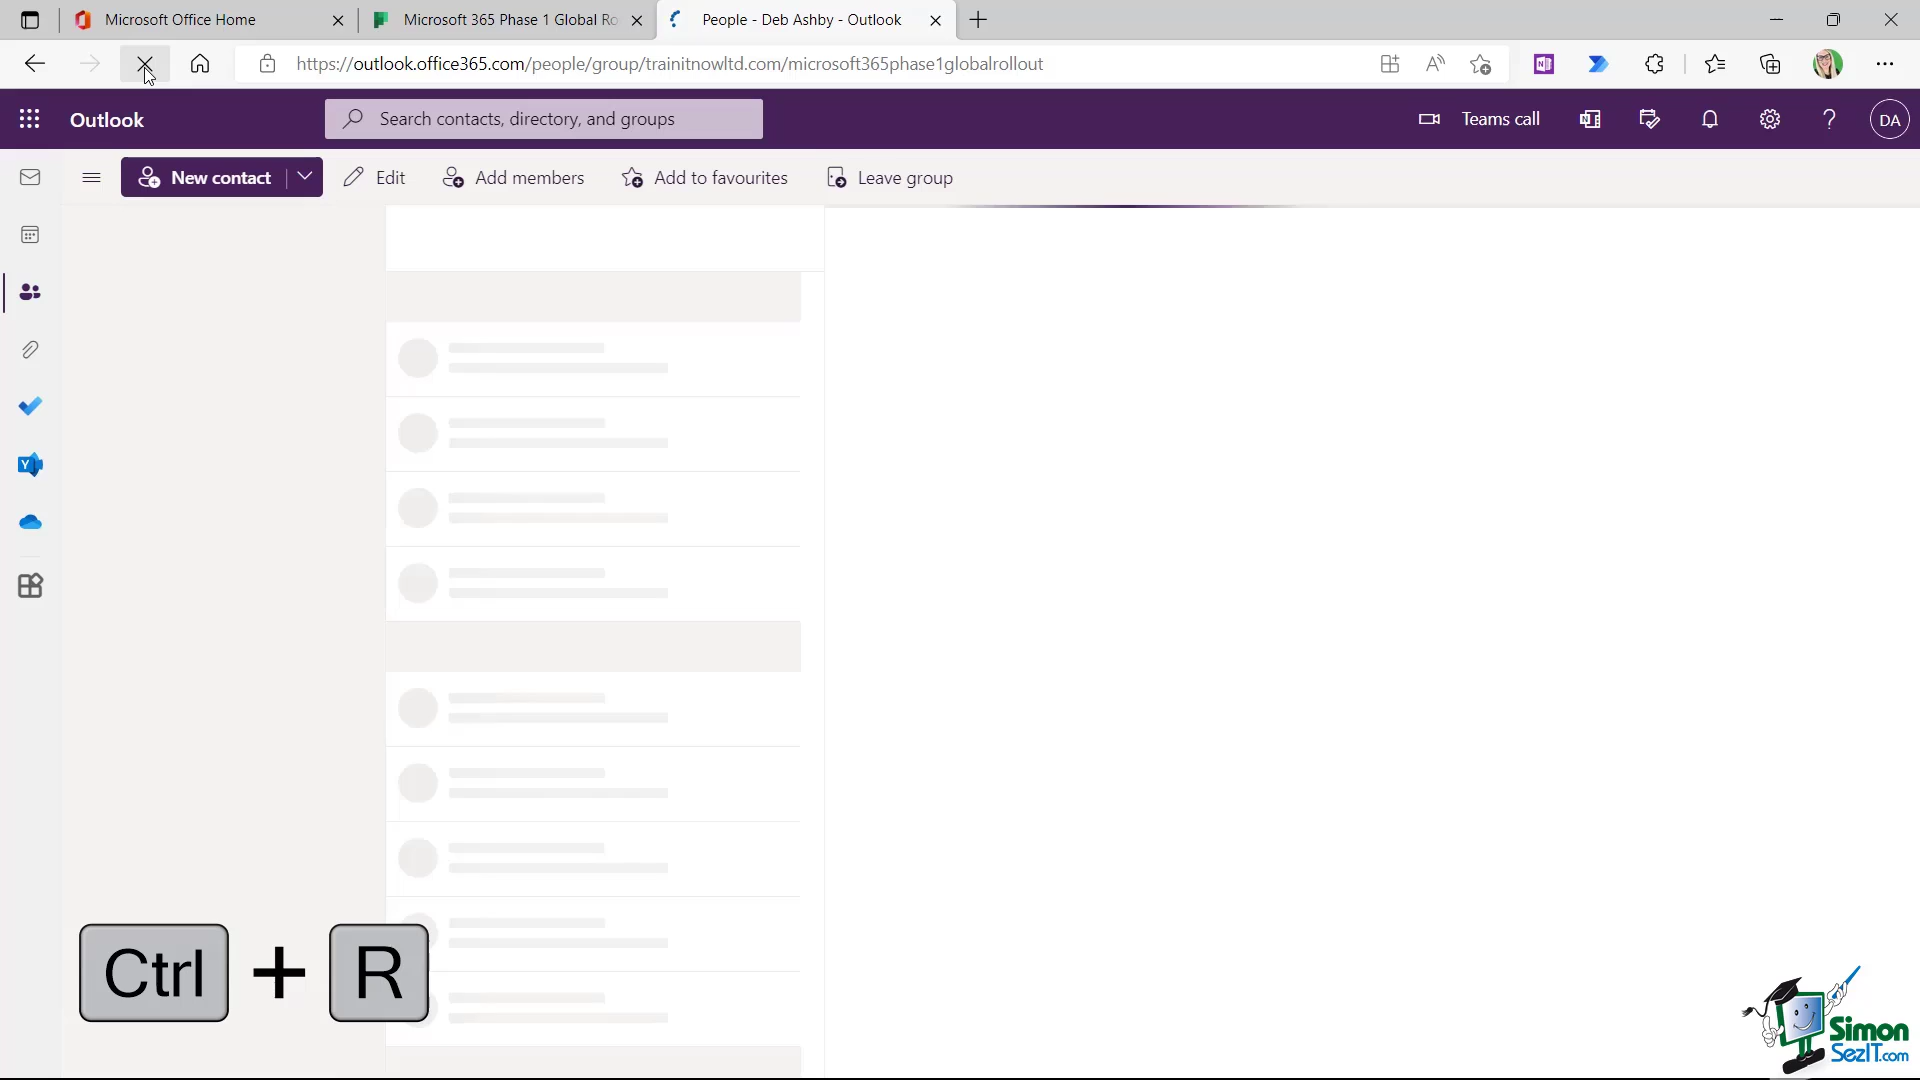 Microsoft Office Home
Microsoft 365 Phase 1 Global Ro
People - Deb Ashby - Outlook
https://outlook.office365.com/people/group/trainitnowltd.com/microsoft365phase1globalrollout
Outlook
Search contacts, directory, and groups
Teams call
DA
New contact
Edit
Add members
Add to favourites
Leave group
Ctrl + R
Simon
SezIT.com